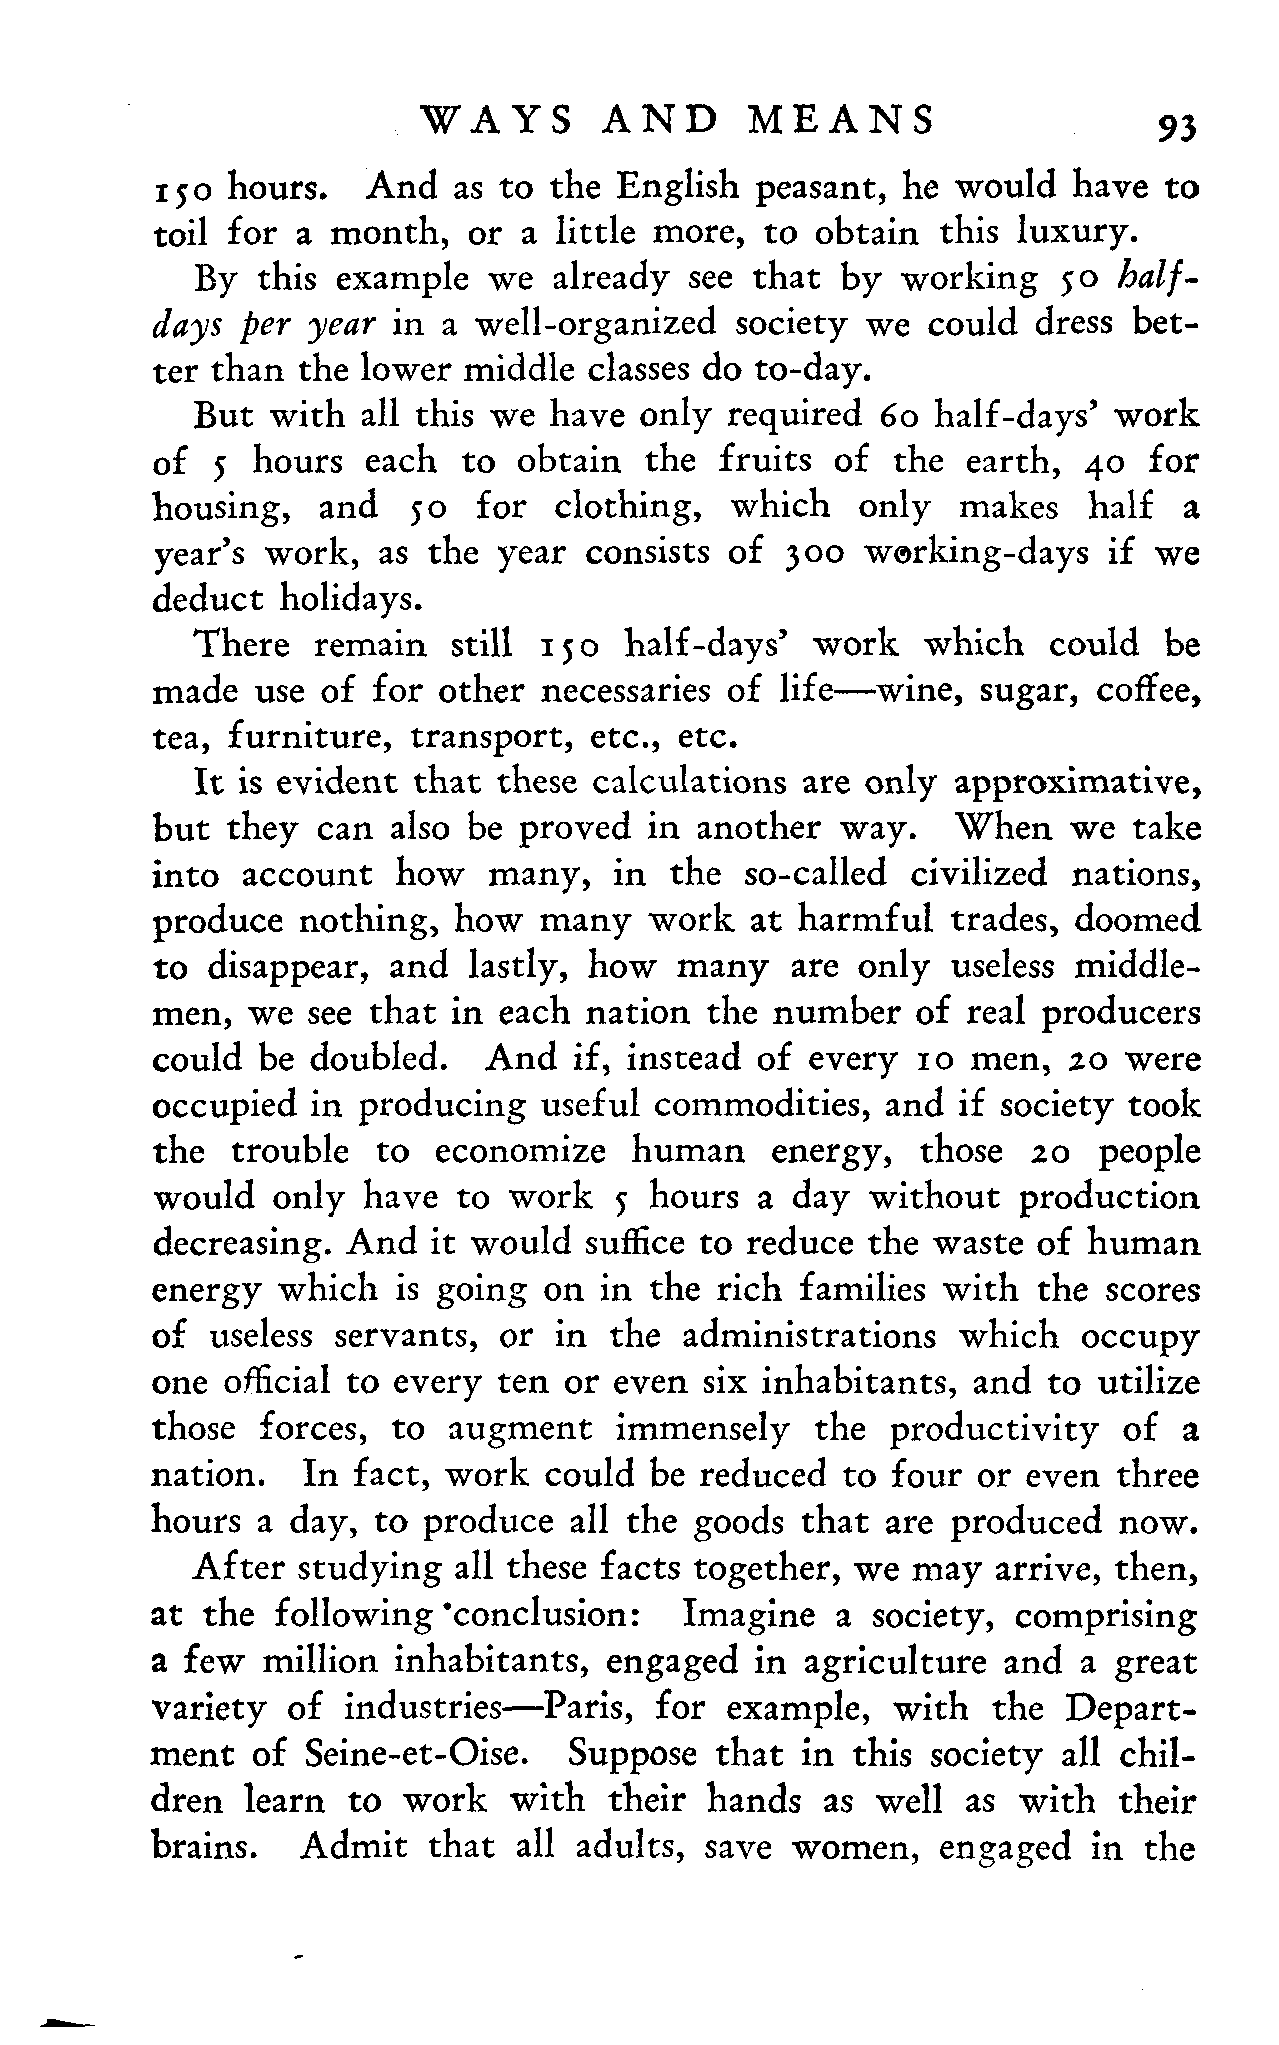 WAYS AND MEANS 93
150 hours. And as to the English peasant, he would have to
toil for a month, or a little more, to obtain this luxury.
By this example we already see that by working 50 half-
days per year in a well-organized society we could dress bet-
ter than the lower middle classes do to-day.
But with all this we have only required 60 half-days' work
of 5 hours each to obtain the fruits of the earth, 40 for
housing, and 50 for clothing, which only makes half a
year's work, as the year consists of 300 working-days if we
deduct holidays.
There remain still 150 half-days' work which could be
made use of for other necessaries of life—wine, sugar, coffee,
tea, furniture, transport, etc., etc.
It is evident that these calculations are only approximative,
but they can also be proved in another way. When we take
into account how many, in the so-called civilized nations,
produce nothing, how many work at harmful trades, doomed
to disappear, and lastly, how many are only useless middle-
men, we see that in each nation the number of real producers
could be doubled. And if, instead of every 10 men, 20 were
occupied in producing useful commodities, and if society took
the trouble to economize human energy, those 20 people
would only have to work 5 hours a day without production
decreasing. And it would suffice to reduce the waste of human
energy which is going on in the rich families with the scores
of useless servants, or in the administrations which occupy
one official to every ten or even six inhabitants, and to utilize
those forces, to augment immensely the productivity of a
nation. In fact, work could be reduced to four or even three
hours a day, to produce all the goods that are produced now.
After studying all these facts together, we may arrive, then,
at the following conclusion: Imagine a society, comprising
a few million inhabitants, engaged in agriculture and a great
variety of industries—Paris, for example, with the Depart-
ment of Seine-et-Oise. Suppose that in this society all chil-
dren learn to work with their hands as well as with their
brains. Admit that all adults, save women, engaged in the